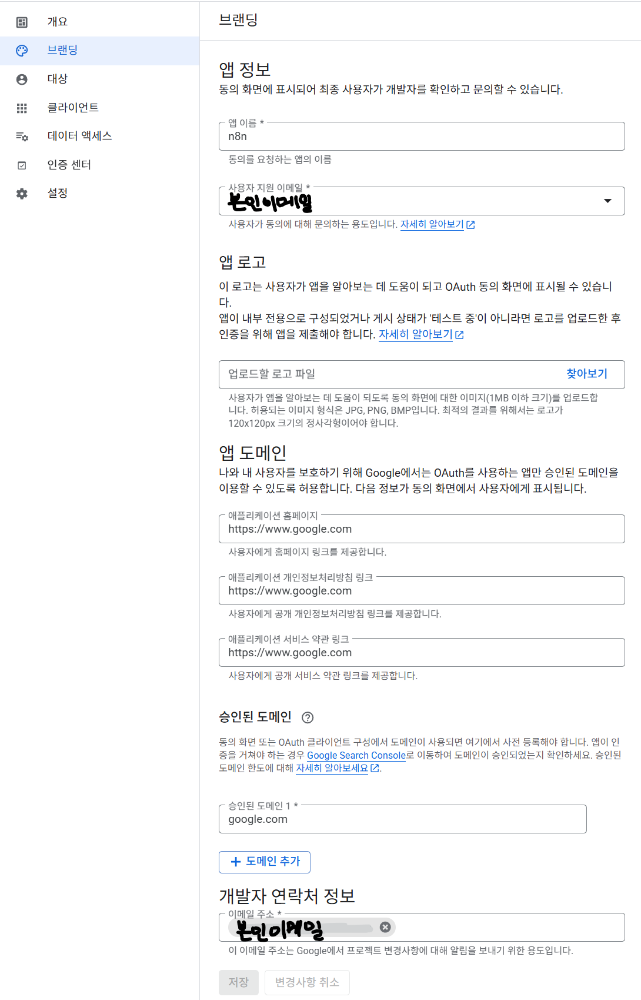 개요
브랜딩
대상
클라이언트
데이터 액세스
인증 센터
설정
브랜딩
앱 정보
동의 화면에 표시되어 최종 사용자가 개발자를 확인하고 문의할 수 있습니다.
앱 이름 *
n8n
동의를 요청하는 앱의 이름
사용자 지원 이메일 *
본인이메일
사용자가 동의에 대해 문의하는 용도입니다. 자세히 알아보기
앱 로고
이 로고는 사용자가 앱을 알아보는 데 도움이 되고 OAuth 동의 화면에 표시될 수 있습니
다.
앱이 내부 전용으로 구성되었거나 게시 상태가 '테스트 중'이 아니라면 로고를 업로드한 후
인증을 위해 앱을 제출해야 합니다. 자세히 알아보기
업로드할 로고 파일 찾아보기
사용자가 앱을 알아보는 데 도움이 되도록 동의 화면에 대한 이미지(1MB 이하 크기)를 업로드합
니다. 허용되는 이미지 형식은 JPG, PNG, BMP입니다. 최적의 결과를 위해서는 로고가
120x120px 크기의 정사각형이어야 합니다.
앱 도메인
나와 내 사용자를 보호하기 위해 Google에서는 OAuth를 사용하는 앱만 승인된 도메인을
이용할 수 있도록 허용합니다. 다음 정보가 동의 화면에서 사용자에게 표시됩니다.
애플리케이션 홈페이지
https://www.google.com
사용자에게 홈페이지 링크를 제공합니다.
애플리케이션 개인정보처리방침 링크
https://www.google.com
사용자에게 공개 개인정보처리방침 링크를 제공합니다.
애플리케이션 서비스 약관 링크
https://www.google.com
사용자에게 공개 서비스 약관 링크를 제공합니다.
승인된 도메인
동의 화면 또는 OAuth 클라이언트 구성에서 도메인이 사용되면 여기에서 사전 등록해야 합니다. 앱이 인
증을 거쳐야 하는 경우 Google Search Console로 이동하여 도메인이 승인되었는지 확인하세요. 승인된
도메인 한도에 대해 자세히 알아보세요.
승인된 도메인 1 *
google.com
+ 도메인 추가
개발자 연락처 정보
이메일 주소 *
본인이메일
이 이메일 주소는 Google에서 프로젝트 변경사항에 대해 알림을 보내기 위한 용도입니다.
저장 변경사항 취소